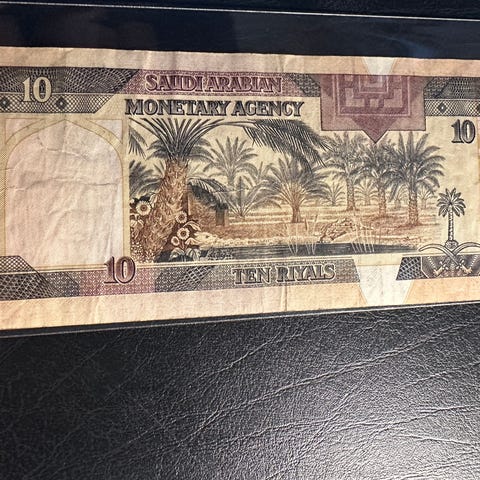 10
SAUDI ARABIAN
MONETARY AGENCY
10
10
TEN RIYALS